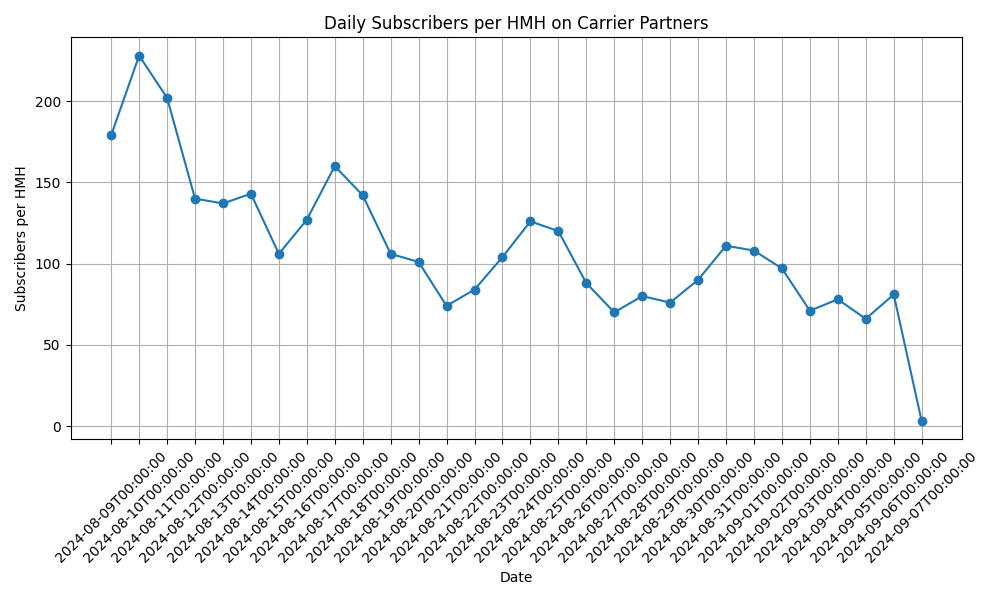 Daily Subscribers per HMH on Carrier Partners
Subscribers per HMH
200
150
100
50
0
2024-08-09T00:00:00
2024-08-10T00:00:00
2024-08-11T00:00:00
2024-08-12T00:00:00
2024-08-13T00:00:00
2024-08-14T00:00:00
2024-08-15T00:00:00
2024-08-16T00:00:00
2024-08-17T00:00:00
2024-08-18T00:00:00
2024-08-19T00:00:00
2024-08-20T00:00:00
2024-08-21T00:00:00
2024-08-22T00:00:00
2024-08-23T00:00:00
2024-08-24T00:00:00
2024-08-25T00:00:00
2024-08-26T00:00:00
2024-08-27T00:00:00
2024-08-28T00:00:00
2024-08-29T00:00:00
2024-08-30T00:00:00
2024-08-31T00:00:00
2024-09-01T00:00:00
2024-09-02T00:00:00
2024-09-03T00:00:00
2024-09-04T00:00:00
2024-09-05T00:00:00
2024-09-06T00:00:00
2024-09-07T00:00:00
Date